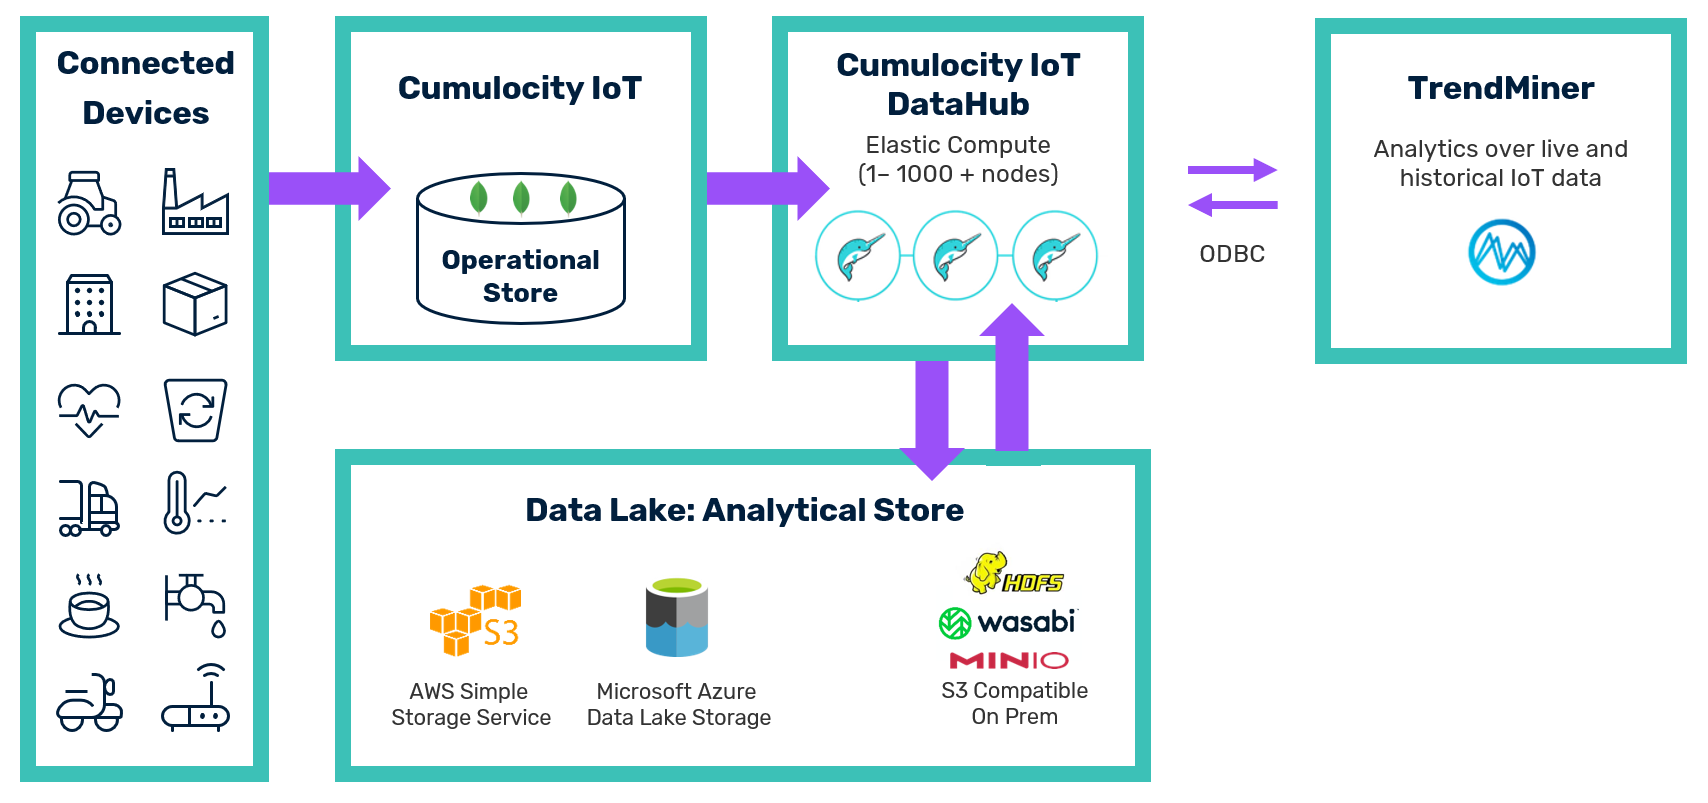 Connected
Devices
Cumulocity IoT
Operational
Store
Cumulocity IoT
DataHub
Elastic Compute
(1– 1000 + nodes)
ODBC
TrendMiner
Analytics over live and
historical IoT data
Data Lake: Analytical Store
S3
AWS Simple
Storage Service
Microsoft Azure
Data Lake Storage
HDFS
wasabi
MINIO
S3 Compatible
On Prem